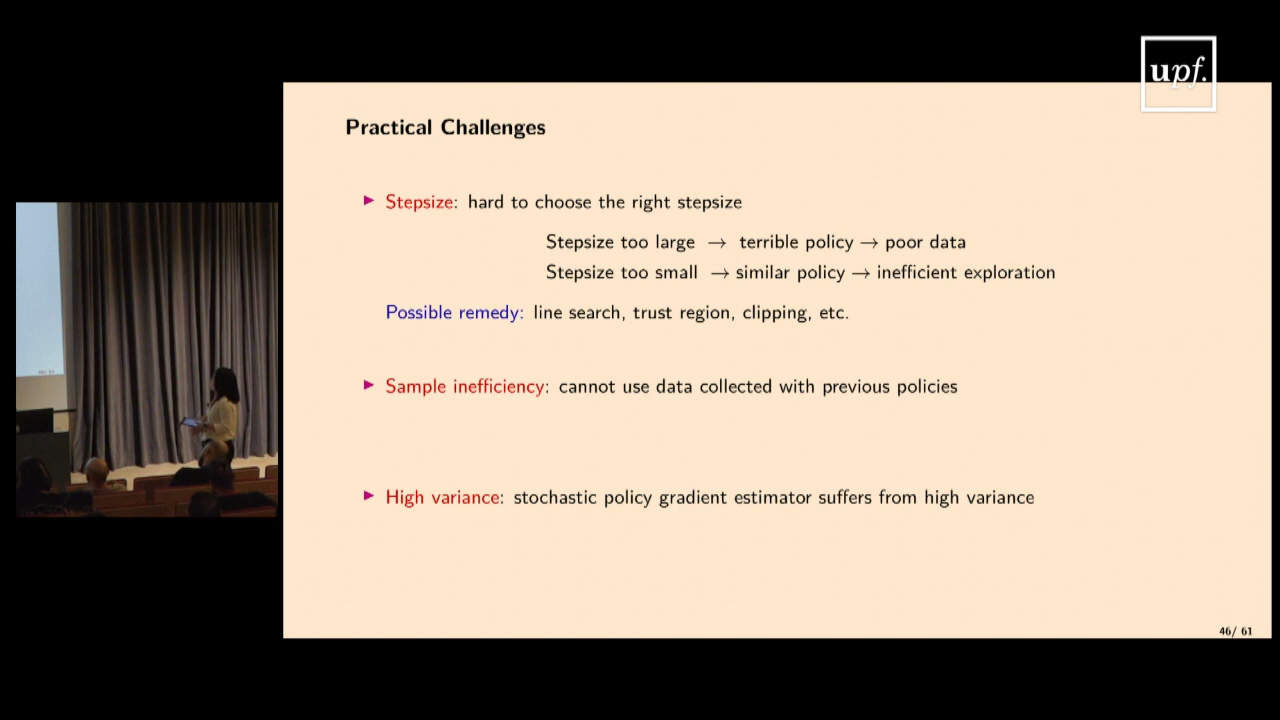 upf.
Practical Challenges
▶ Stepsize: hard to choose the right stepsize
Stepsize too large → terrible policy → poor data
Stepsize too small → similar policy → inefficient exploration
Possible remedy: line search, trust region, clipping, etc.
▶ Sample inefficiency: cannot use data collected with previous policies
▶ High variance: stochastic policy gradient estimator suffers from high variance
46/ 61